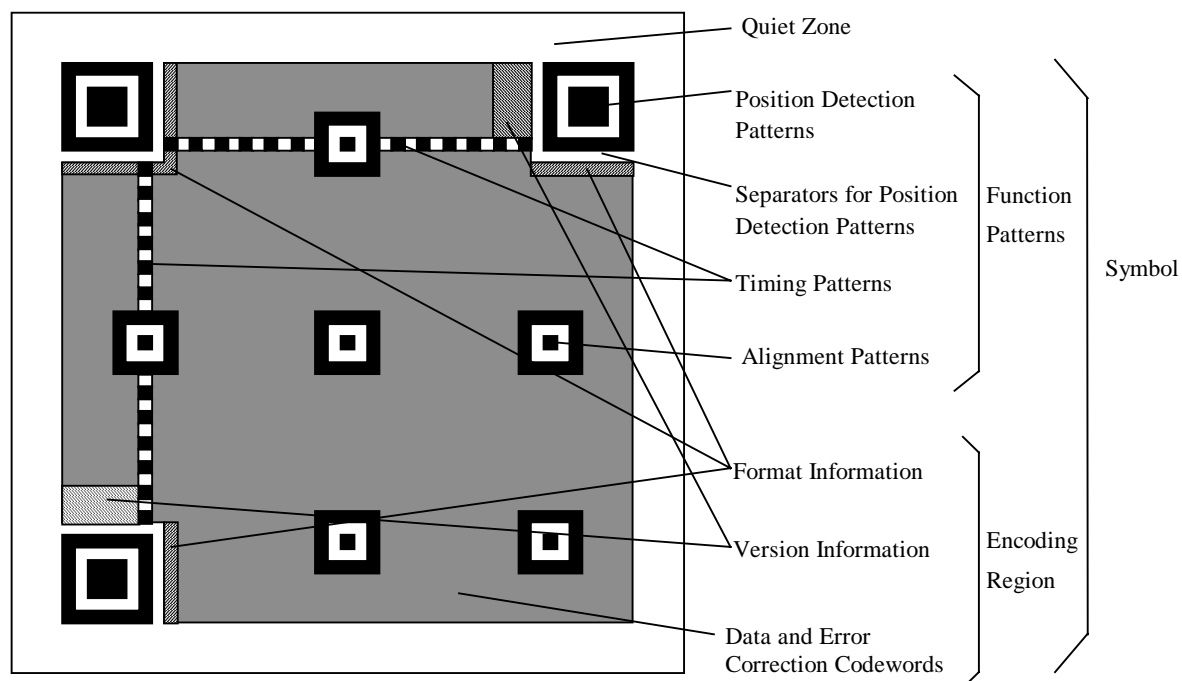 Quiet Zone
Position Detection
Patterns
Separators for Position
Detection Patterns
Function
Patterns
Symbol
Timing Patterns
Alignment Patterns
Format Information
Version Information
Encoding
Region
Data and Error
Correction Codewords